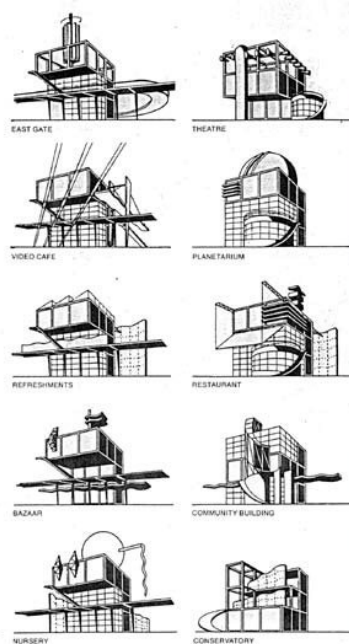 EAST GATE
THEATRE
VIDEO CAFE
PLANETARIUM
REFRESHMENTS
RESTAURANT
BAZAAR
COMMUNITY BUILDING
NURSERY
CONSERVATORY